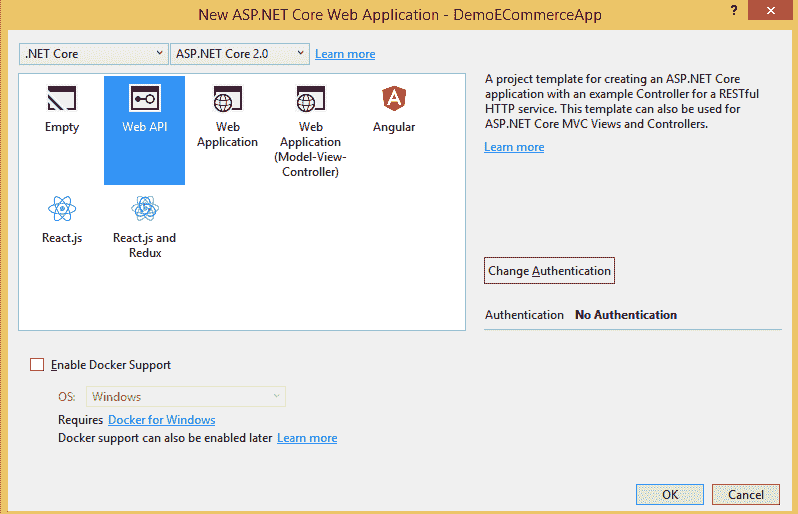 New ASP.NET Core Web Application - DemoECommerceApp
?
.NET Core
ASP.NET Core 2.0
Learn more
Empty
Web API
Web
Application
Web
Application
(Model-View-
Controller)
Angular
React.js
React.js and
Redux
A project template for creating an ASP.NET Core
application with an example Controller for a RESTful
HTTP service. This template can also be used for
ASP.NET Core MVC Views and Controllers.
Learn more
Change Authentication
Authentication No Authentication
Enable Docker Support
OS: Windows
Requires Docker for Windows
Docker support can also be enabled later Learn more
OK
Cancel